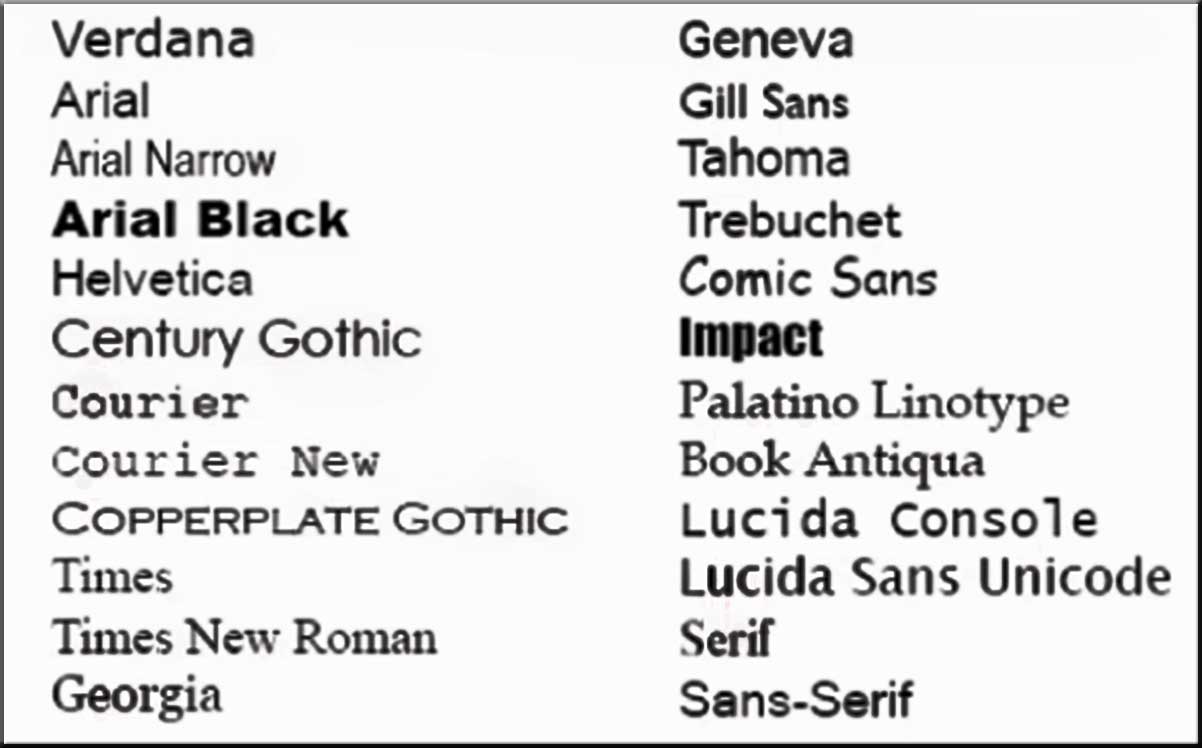 Verdana
Arial
Arial Narrow
Arial Black
Helvetica
Century Gothic
Courier
Courier New
COPPERPLATE GOTHIC
Times
Times New Roman
Georgia
Geneva
Gill Sans
Tahoma
Trebuchet
Comic Sans
Impact
Palatino Linotype
Book Antiqua
Lucida Console
Lucida Sans Unicode
Serif
Sans-Serif